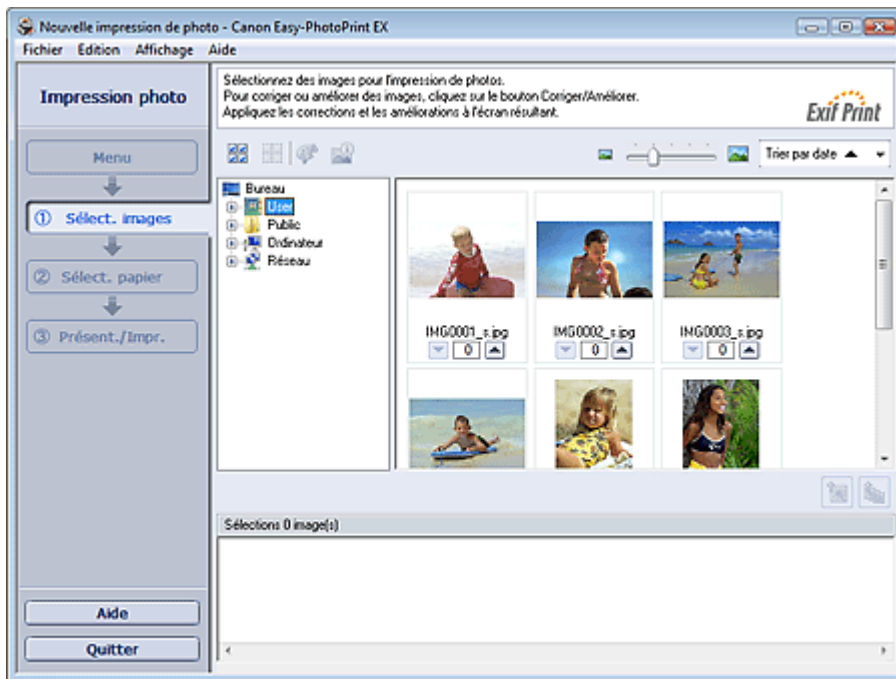 Nouvelle impression de photo - Canon Easy-PhotoPrint EX
Fichier Edition Affichage Aide
Impression photo
Sélectionnez des images pour l'impression de photos.
Pour corriger ou améliorer des images, cliquez sur le bouton Corriger/Améliorer.
Appliquez les corrections et les améliorations à l'écran résultant.
Exif Print
Menu
① Sélect. images
② Sélect. papier
③ Présent./Impr.
Trier par date
Bureau
User
Public
Ordinateur
Réseau
IMG0001_s.jpg
IMG0002_s.jpg
IMG0003_s.jpg
0
0
0
Sélections 0 image(s)
Aide
Quitter